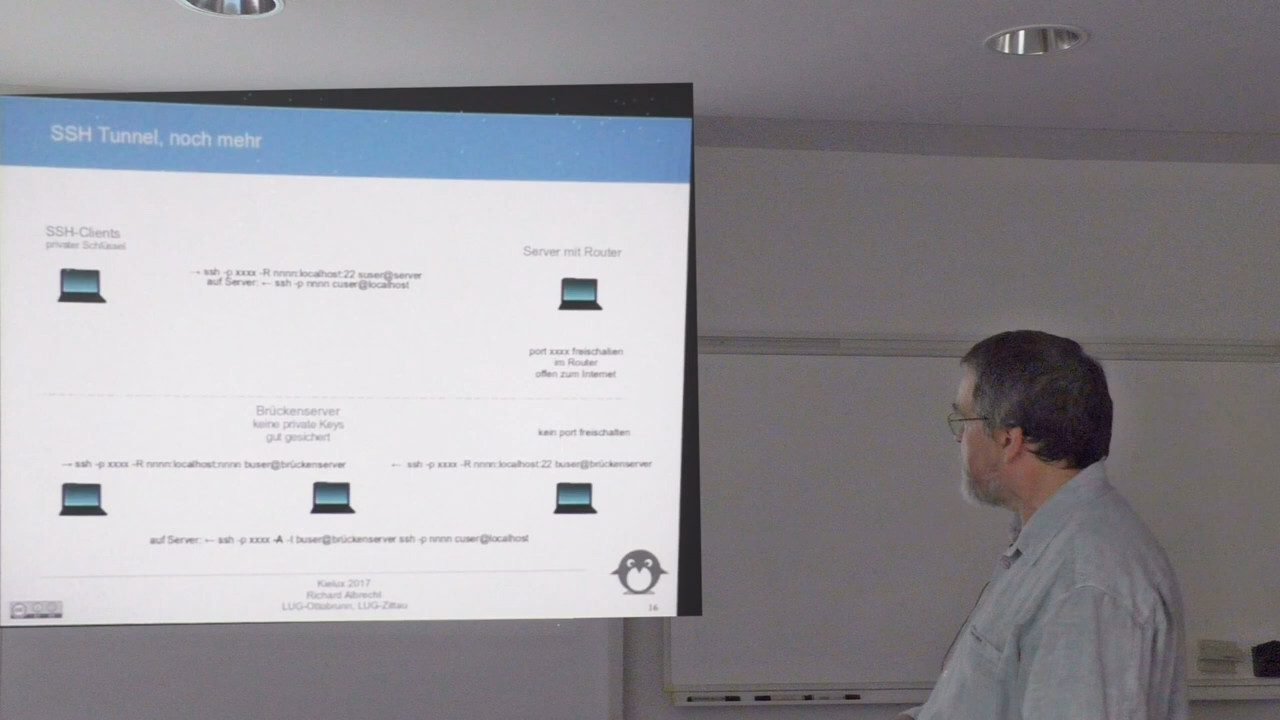 SSH Tunnel, noch mehr
SSH-Clients
privater Schlüssel
Server mit Router
→ ssh -p xxxx -R nnnn:localhost:22 suser@server
auf Server: ← ssh -p nnnn cuser@localhost
port xxxx freischalten
im Router
offen zum Internet
Brückenserver
keine private Keys
gut gesichert
kein port freischalten
→ ssh -p xxxx -R nnnn:localhost:nnnn buser@brückenserver
← ssh -p xxxx -R nnnn:localhost:22 buser@brückenserver
auf Server: ← ssh -p xxxx -A -t buser@brückenserver ssh -p nnnn cuser@localhost
Kielux 2017
Richard Albrecht
LUG-Ottobrunn, LUG-Zittau
16